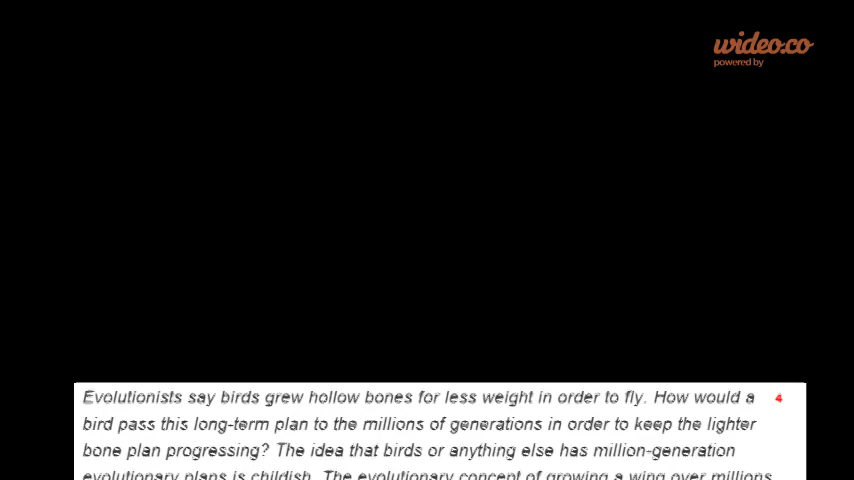 wideo.co
powered by
Evolutionists say birds grew hollow bones for less weight in order to fly. How would a 4
bird pass this long-term plan to the millions of generations in order to keep the lighter
bone plan progressing? The idea that birds or anything else has million-generation
evolutionary plans is childish. The evolutionary concept of growing a wing over millions